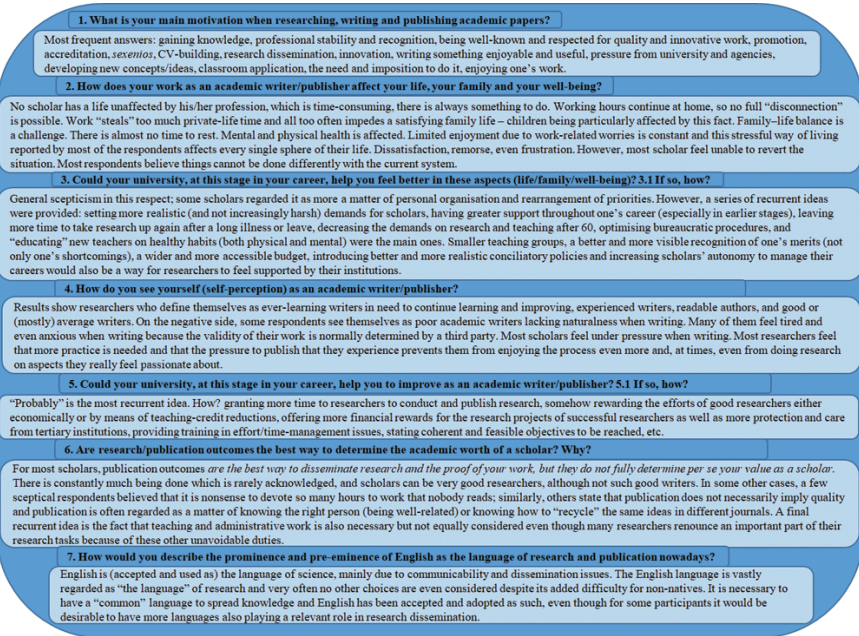 1. What is your main motivation when researching, writing and publishing academic papers?
Most frequent answers: gaining knowledge, professional stability and recognition, being well-known and respected for quality and innovative work, promotion,
accreditation, sexenios, CV-building, research dissemination, innovation, writing something enjoyable and useful, pressure from university and agencies,
developing new concepts/ideas, classroom application, the need and imposition to do it, enjoying one's work.
2. How does your work as an academic writer/publisher affect your life, your family and your well-being?
No scholar has a life unaffected by his/her profession, which is time-consuming, there is always something to do. Working hours continue at home, so no full “disconnection”
is possible. Work “steals” too much private-life time and all too often impedes a satisfying family life – children being particularly affected by this fact. Family–life balance is
a challenge. There is almost no time to rest. Mental and physical health is affected. Limited enjoyment due to work-related worries is constant and this stressful way of living
reported by most of the respondents affects every single sphere of their life. Dissatisfaction, remorse, even frustration. However, most scholar feel unable to revert the
situation. Most respondents believe things cannot be done differently with the current system.
3. Could your university, at this stage in your career, help you feel better in these aspects (life/family/well-being)? 3.1 If so, how?
General scepticism in this respect; some scholars regarded it as more a matter of personal organisation and rearrangement of priorities. However, a series of recurrent ideas
were provided: setting more realistic (and not increasingly harsh) demands for scholars, having greater support throughout one's career (especially in earlier stages), leaving
more time to take research up again after a long illness or leave, decreasing the demands on research and teaching after 60, optimising bureaucratic procedures, and
“educating” new teachers on healthy habits (both physical and mental) were the main ones. Smaller teaching groups, a better and more visible recognition of one's merits (not
only one's shortcomings), a wider and more accessible budget, introducing better and more realistic conciliatory policies and increasing scholars' autonomy to manage their
careers would also be a way for researchers to feel supported by their institutions.
4. How do you see yourself (self-perception) as an academic writer/publisher?
Results show researchers who define themselves as ever-learning writers in need to continue learning and improving, experienced writers, readable authors, and good or
(mostly) average writers. On the negative side, some respondents see themselves as poor academic writers lacking naturalness when writing. Many of them feel tired and
even anxious when writing because the validity of their work is normally determined by a third party. Most scholars feel under pressure when writing. Most researchers feel
that more practice is needed and that the pressure to publish that they experience prevents them from enjoying the process even more and, at times, even from doing research
on aspects they really feel passionate about.
5. Could your university, at this stage in your career, help you to improve as an academic writer/publisher? 5.1 If so, how?
“Probably” is the most recurrent idea. How? granting more time to researchers to conduct and publish research, somehow rewarding the efforts of good researchers either
economically or by means of teaching-credit reductions, offering more financial rewards for the research projects of successful researchers as well as more protection and care
from tertiary institutions, providing training in effort/time-management issues, stating coherent and feasible objectives to be reached, etc.
6. Are research/publication outcomes the best way to determine the academic worth of a scholar? Why?
For most scholars, publication outcomes are the best way to disseminate research and the proof of your work, but they do not fully determine per se your value as a scholar.
There is constantly much being done which is rarely acknowledged, and scholars can be very good researchers, although not such good writers. In some other cases, a few
sceptical respondents believed that it is nonsense to devote so many hours to work that nobody reads; similarly, others state that publication does not necessarily imply quality
and publication is often regarded as a matter of knowing the right person (being well-related) or knowing how to “recycle” the same ideas in different journals. A final
recurrent idea is the fact that teaching and administrative work is also necessary but not equally considered even though many researchers renounce an important part of their
research tasks because of these other unavoidable duties.
7. How would you describe the prominence and pre-eminence of English as the language of research and publication nowadays?
English is (accepted and used as) the language of science, mainly due to communicability and dissemination issues. The English language is vastly
regarded as “the language” of research and very often no other choices are even considered despite its added difficulty for non-natives. It is necessary to
have a “common” language to spread knowledge and English has been accepted and adopted as such, even though for some participants it would be
desirable to have more languages also playing a relevant role in research dissemination.